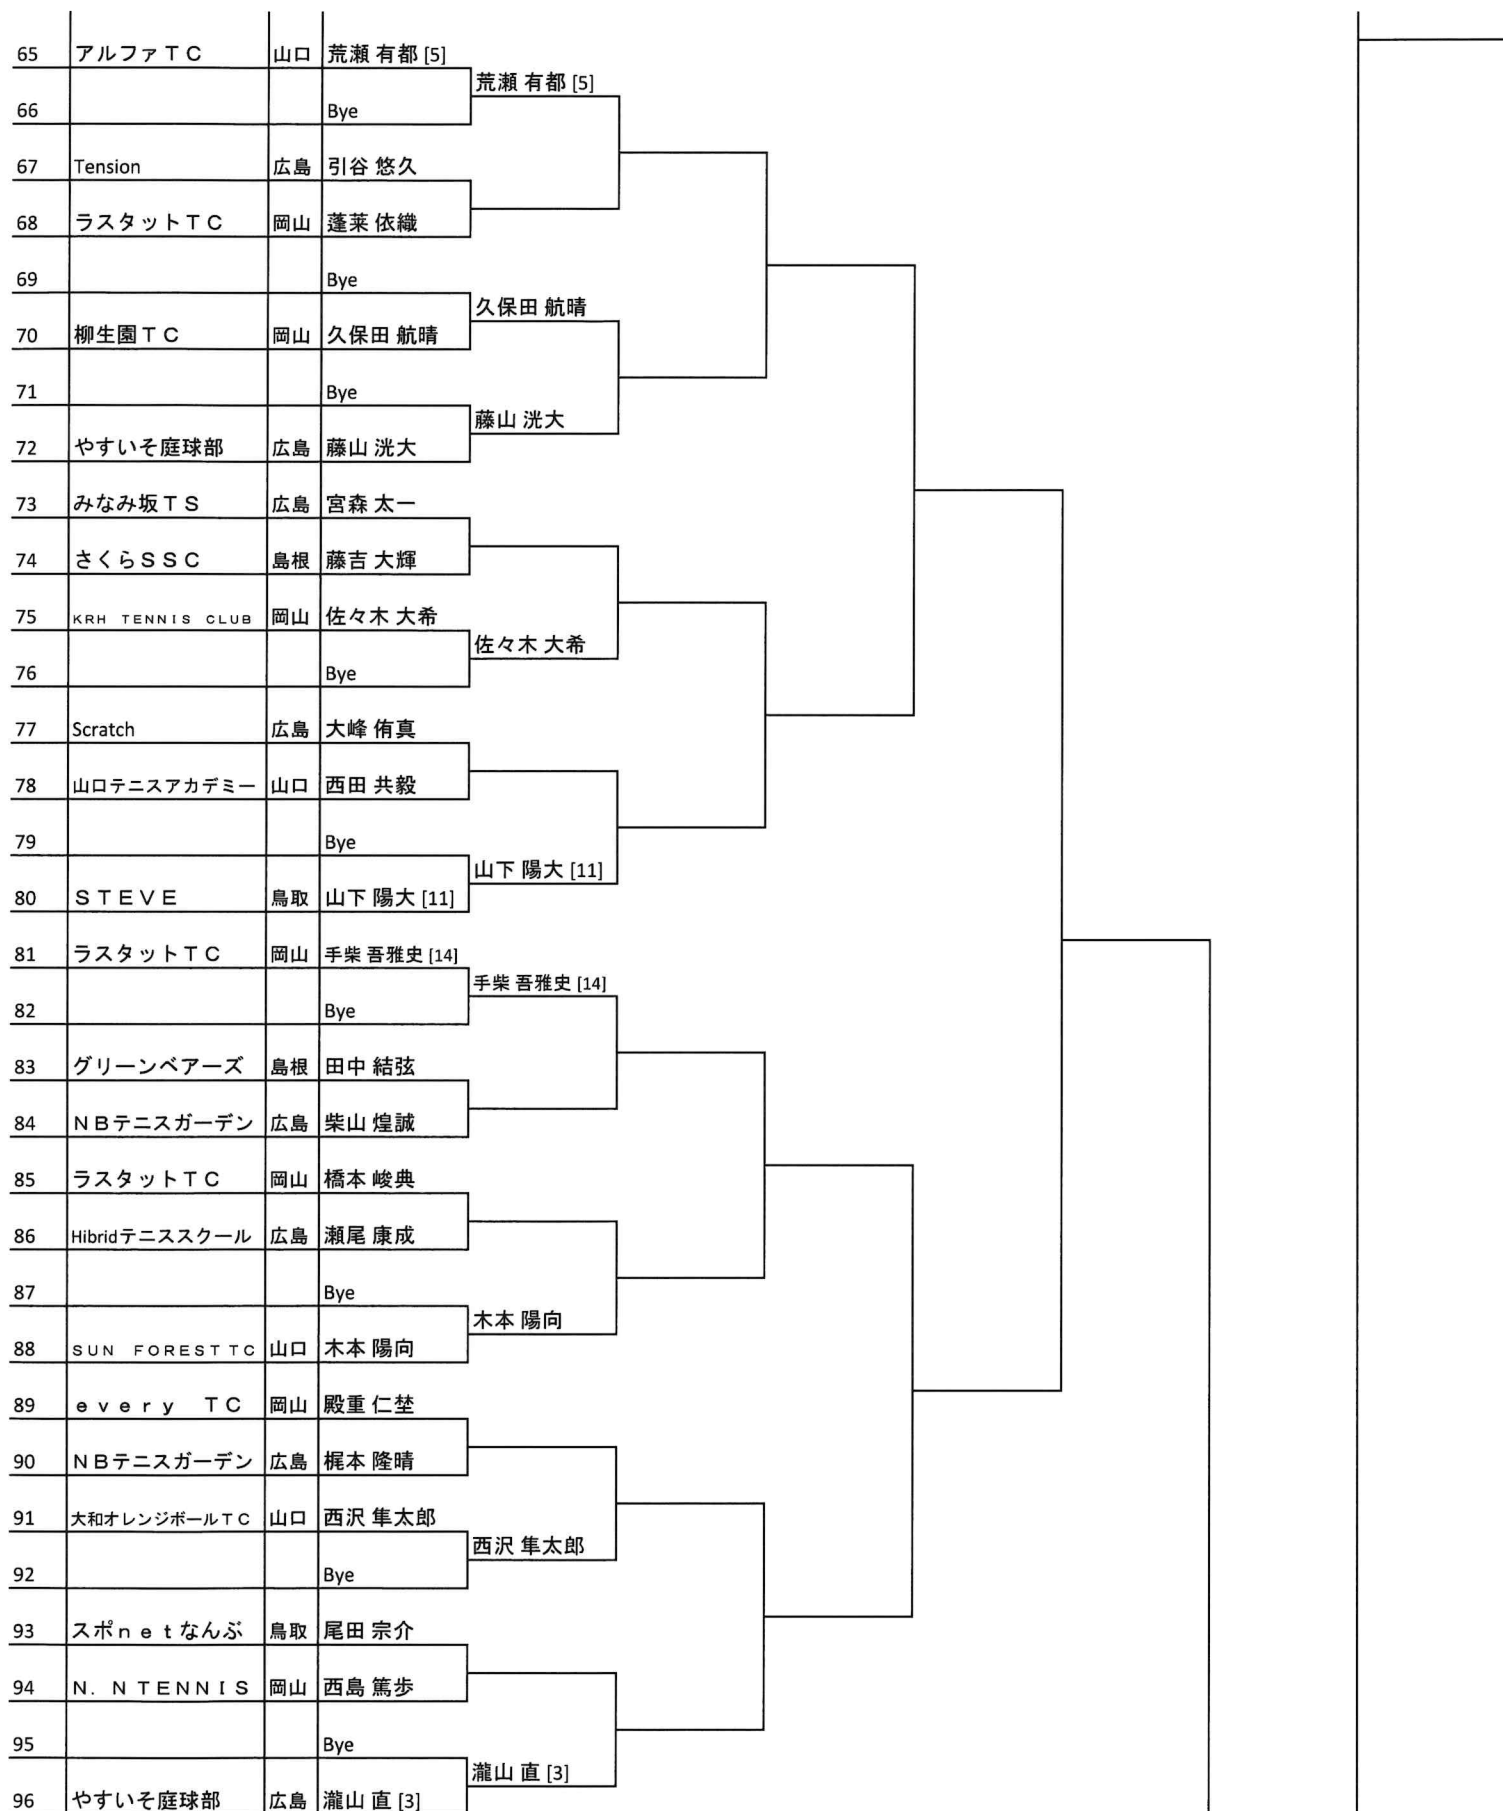 65 アルファＴＣ 山口 荒瀬 有都 [5]
荒瀬 有都 [5]
66 Bye
67 Tension 広島 引谷 悠久
68 ラスタットＴＣ 岡山 蓬莱 依織
69 Bye
久保田 航晴
70 柳生園ＴＣ 岡山 久保田 航晴
71 Bye
藤山 洸大
72 やすいそ庭球部 広島 藤山 洸大
73 みなみ坂ＴＳ 広島 宮森 太一
74 さくらＳＳＣ 島根 藤吉 大輝
75 ＫＲＨ ＴＥＮＮＩＳ ＣＬＵＢ 岡山 佐々木 大希
佐々木 大希
76 Bye
77 Scratch 広島 大峰 侑真
78 山口テニスアカデミー 山口 西田 共毅
79 Bye
山下 陽大 [11]
80 ＳＴＥＶＥ 鳥取 山下 陽大 [11]
81 ラスタットＴＣ 岡山 手柴 吾雅史 [14]
手柴 吾雅史 [14]
82 Bye
83 グリーンベアーズ 島根 田中 結弦
84 ＮＢテニスガーデン 広島 柴山 煌誠
85 ラスタットＴＣ 岡山 橋本 峻典
86 Hibridテニススクール 広島 瀬尾 康成
87 Bye
木本 陽向
88 ＳＵＮ ＦＯＲＥＳＴ ＴＣ 山口 木本 陽向
89 ｅｖｅｒｙ ＴＣ 岡山 殿重 仁埜
90 ＮＢテニスガーデン 広島 梶本 隆晴
91 大和オレンジボールＴＣ 山口 西沢 隼太郎
西沢 隼太郎
92 Bye
93 スポｎｅｔなんぶ 鳥取 尾田 宗介
94 Ｎ．ＮＴＥＮＮＩＳ 岡山 西島 篤歩
95 Bye
瀧山 直 [3]
96 やすいそ庭球部 広島 瀧山 直 [3]